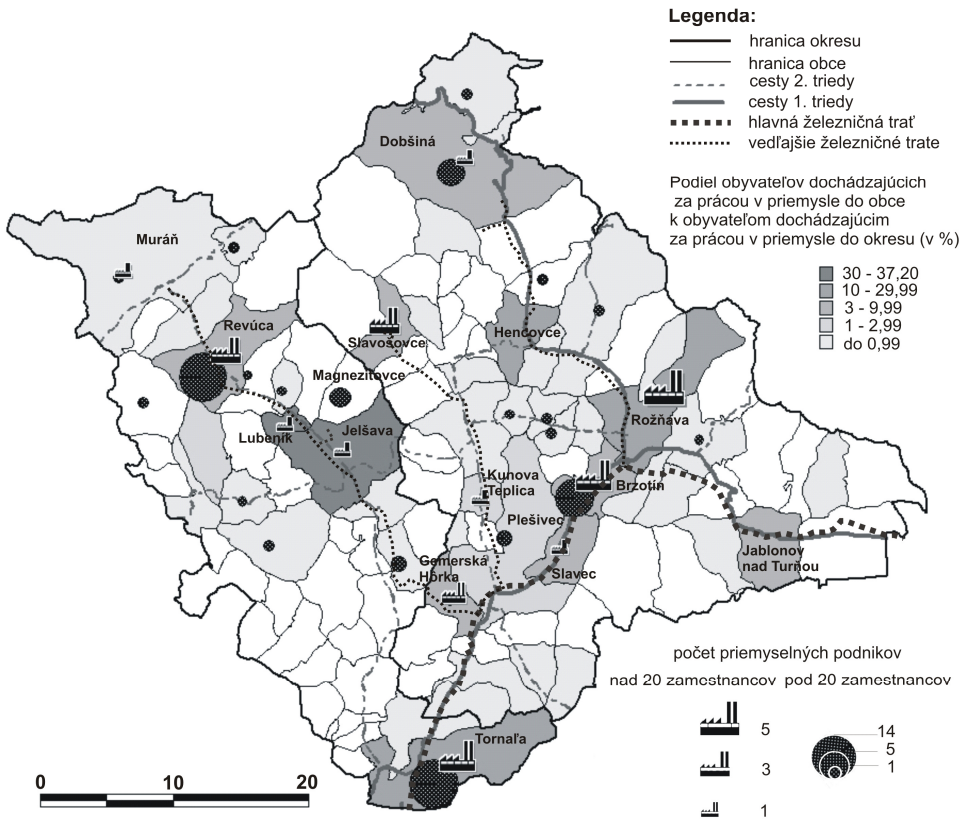 Legenda:
hranica okresu
hranica obce
cesty 2. triedy
cesty 1. triedy
hlavná železničná trať
vedľajšie železničné trate
Podiel obyvateľov dochádzajúcich
za prácou v priemysle do obce
k obyvateľom dochádzajúcim
za prácou v priemysle do okresu (v %)
30 - 37,20
10 - 29,99
3 - 9,99
1 - 2,99
do 0,99
Dobšiná
Muráň
Revúca
Slavošovce
Hencovce
Magnezitovce
Rožňava
Lubeník
Jelšava
Kunova
Teplica
Brzotín
Plešivec
Jablonov
nad Turňou
Gemerská
Hôrka
Slavec
Tornaľa
počet priemyselných podnikov
nad 20 zamestnancov pod 20 zamestnancov
5
3
1
14
5
1
0 10 20